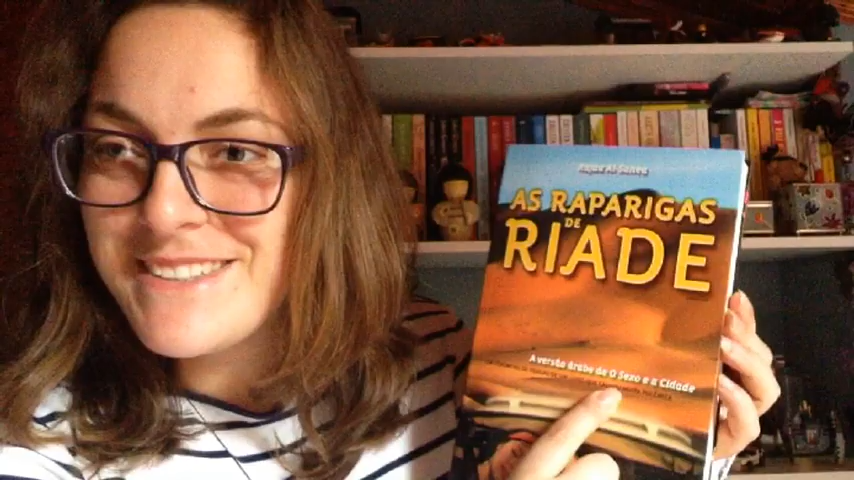 Rajaa Al-Sanea
AS RAPARIGAS
DE
RIADE
A versão árabe de O Sexo e a Cidade